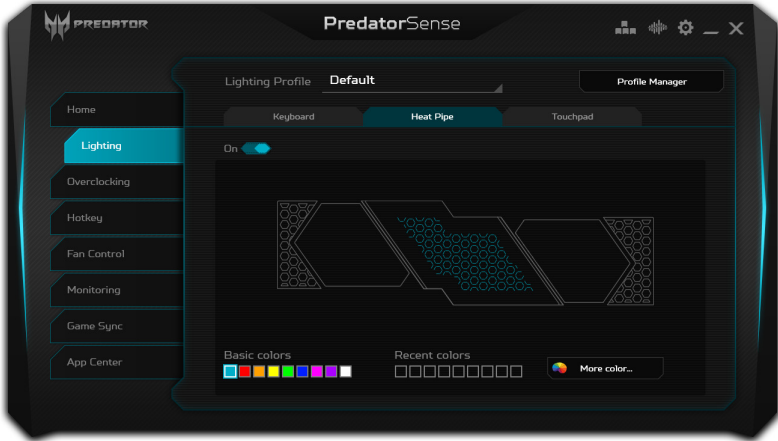 PREDATOR
PredatorSense
Lighting Profile Default
Profile Manager
Home
Lighting
Overclocking
Hotkey
Fan Control
Monitoring
Game Sync
App Center
Keyboard
Heat Pipe
Touchpad
On
Basic colors
Recent colors
More color...